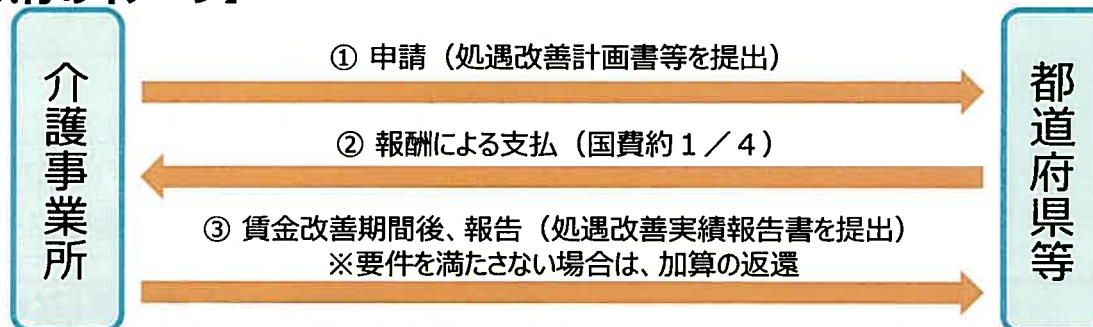 介護事業所
① 申請（処遇改善計画書等を提出）
② 報酬による支払（国費約１／４）
③ 賃金改善期間後、報告（処遇改善実績報告書を提出）
※要件を満たさない場合は、加算の返還
都道府県等